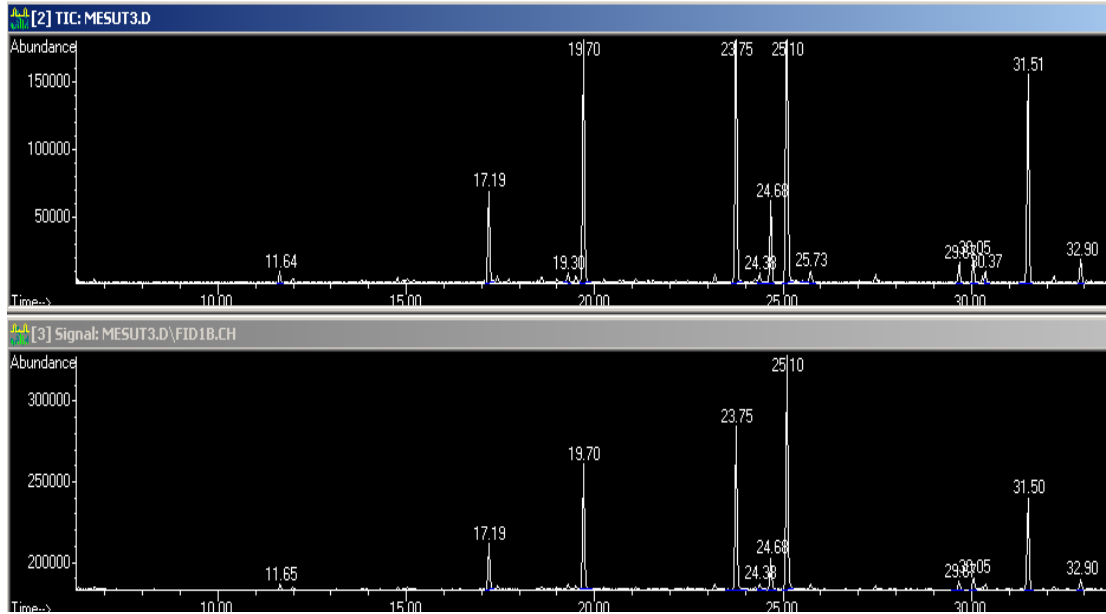 [2] TIC: MESUT3.D
Abundance
19.70 23.75 25.10
31.51
150000
100000
17.19
24.68
50000
11.64 19.30 24.38 25.73 30.05 30.37 32.90
Time--> 10.00 15.00 20.00 25.00 30.00
[3] Signal: MESUT3.D\FID1B.CH
Abundance
25.10
300000
23.75
19.70
250000
31.50
17.19
24.68
200000
11.65 24.38 30.05 32.90
Time--> 10.00 15.00 20.00 25.00 30.00